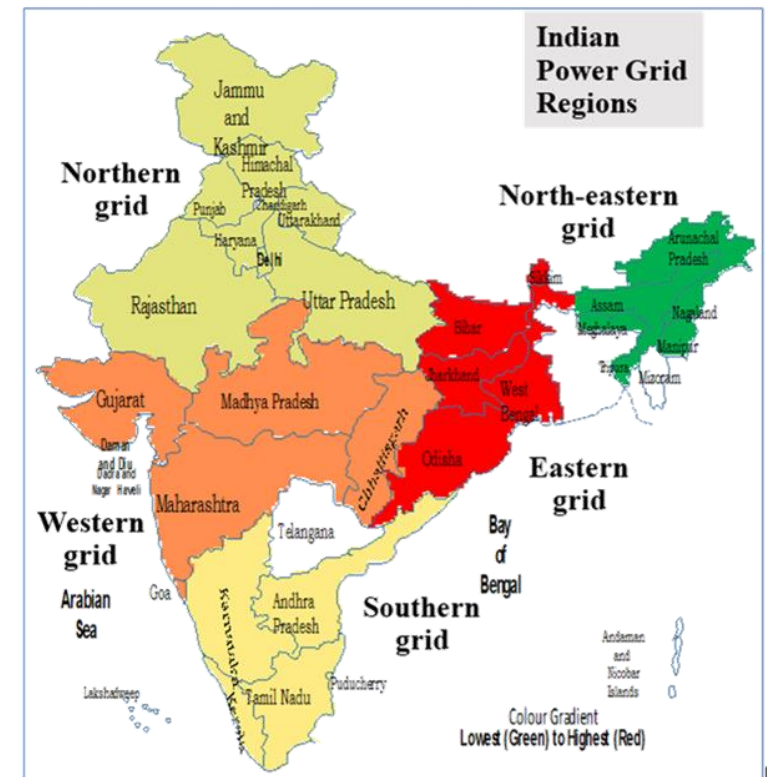 Indian
Power Grid
Regions
Jammu
and
Kashmir
Northern
grid
Himachal
Pradesh
Punjab
Chandigarh
Uttarakhand
Haryana
Delhi
North-eastern
grid
Arunachal
Pradesh
Rajasthan
Uttar Pradesh
Sikkim
Bihar
Assam
Nagaland
Meghalaya
Manipur
Tripura
Mizoram
Jharkhand
West
Bengal
Gujarat
Madhya Pradesh
Chhattisgarh
Odisha
Daman
and Diu
Dadra and
Nagar Haveli
Eastern
grid
Maharashtra
Western
grid
Telangana
Bay
of
Bengal
Goa
Arabian
Sea
Karnataka
Andhra
Pradesh
Southern
grid
Andaman
and
Nicobar
Islands
Lakshadweep
Kerala
Tamil Nadu
Puducherry
Colour Gradient
Lowest (Green) to Highest (Red)